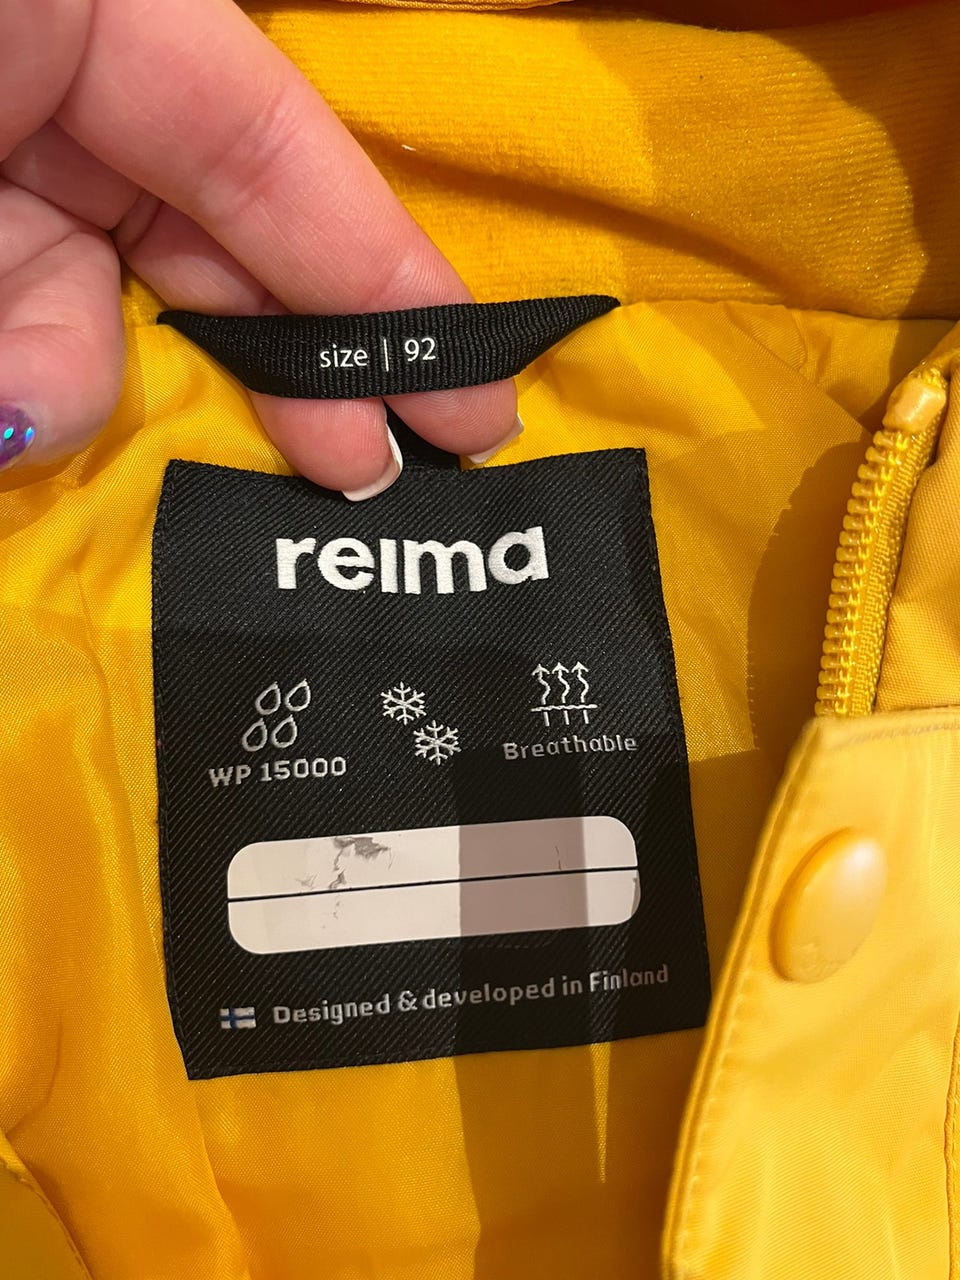 size | 92
reima
WP 15000
Breathable
Designed & developed in Finland